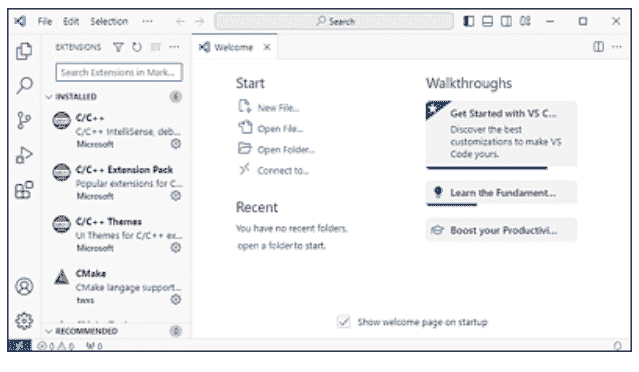 File Edit Selection ...
Search
EXTENSIONS
Welcome
Search Extensions in Mark...
INSTALLED
C/C++
C/C++ IntelliSense, deb...
Microsoft
C/C++ Extension Pack
Popular extensions for C...
Microsoft
C/C++ Themes
UI Themes for C/C++ ex...
Microsoft
CMake
CMake langage support...
twxs
RECOMMENDED
Start
New File...
Open File...
Open Folder...
Connect to...
Recent
You have no recent folders,
open a folder to start.
Walkthroughs
Get Started with VS C...
Discover the best
customizations to make VS
Code yours.
Learn the Fundament...
Boost your Productivi...
Show welcome page on startup
0 0 0